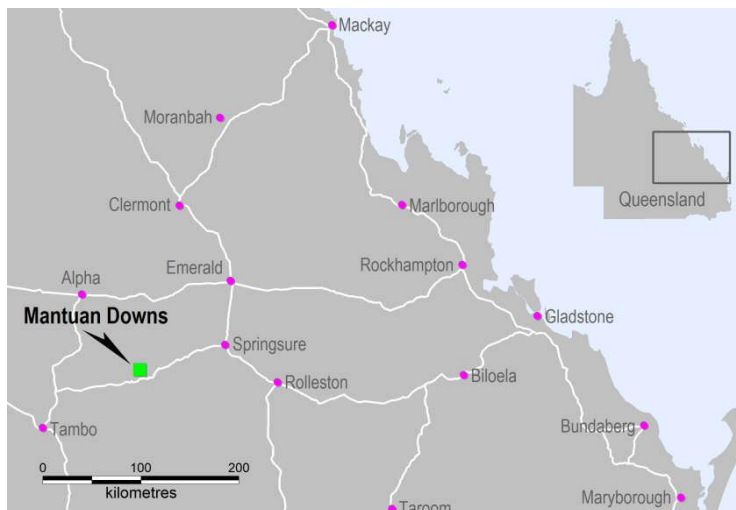 Mackay
Moranbah
Clermont
Marlborough
Queensland
Emerald
Rockhampton
Alpha
Mantuan Downs
Gladstone
Springsure
Rolleston
Biloela
Tambo
Bundaberg
0 100 200
kilometres
Maryborough
Taroom